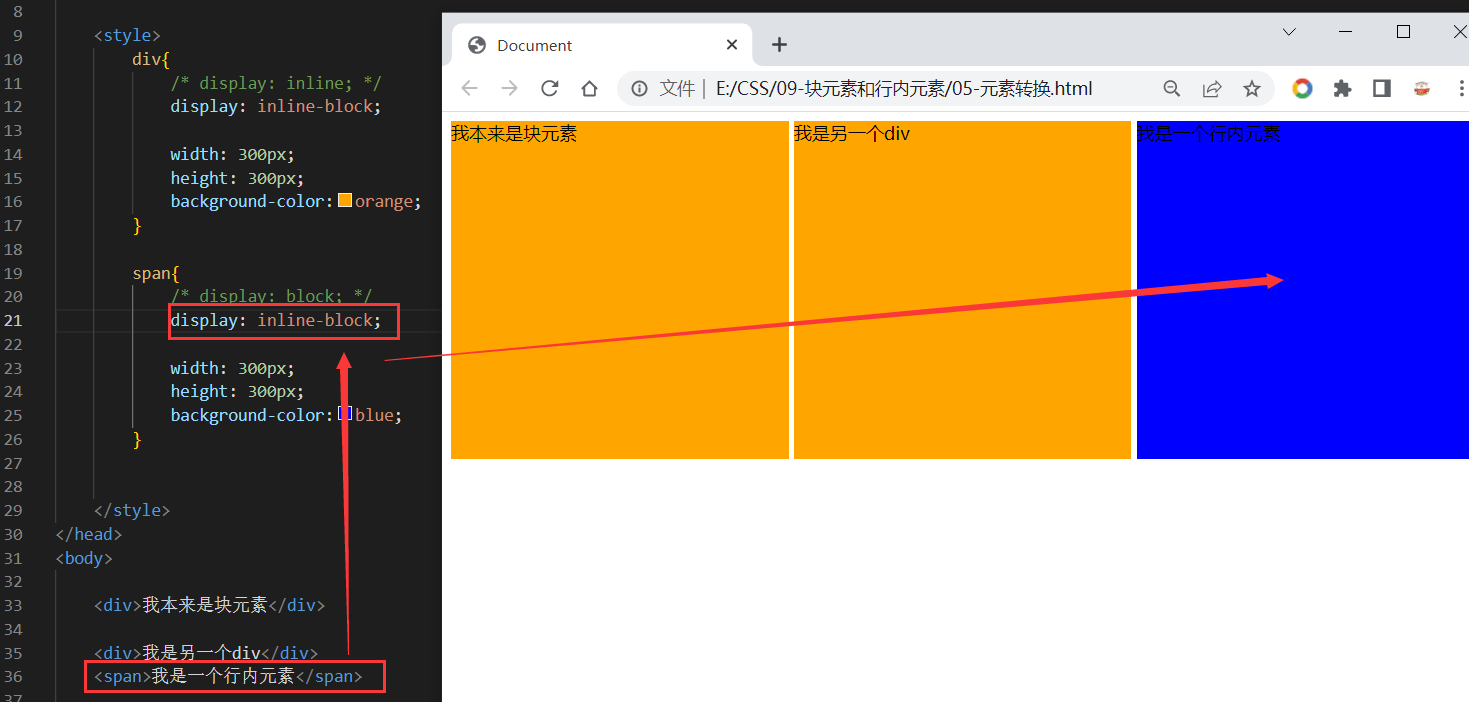 8
9 <style>
10 div{
11 /* display: inline; */
12 display: inline-block;
13
14 width: 300px;
15 height: 300px;
16 background-color: orange;
17 }
18
19 span{
20 /* display: block; */
21 display: inline-block;
22
23 width: 300px;
24 height: 300px;
25 background-color: blue;
26 }
27
28
29 </style>
30 </head>
31 <body>
32
33 <div>我本来是块元素</div>
34
35 <div>我是另一个div</div>
36 <span>我是一个行内元素</span>
37
Document
文件 | E:/CSS/09-块元素和行内元素/05-元素转换.html
我本来是块元素 我是另一个div 我是一个行内元素